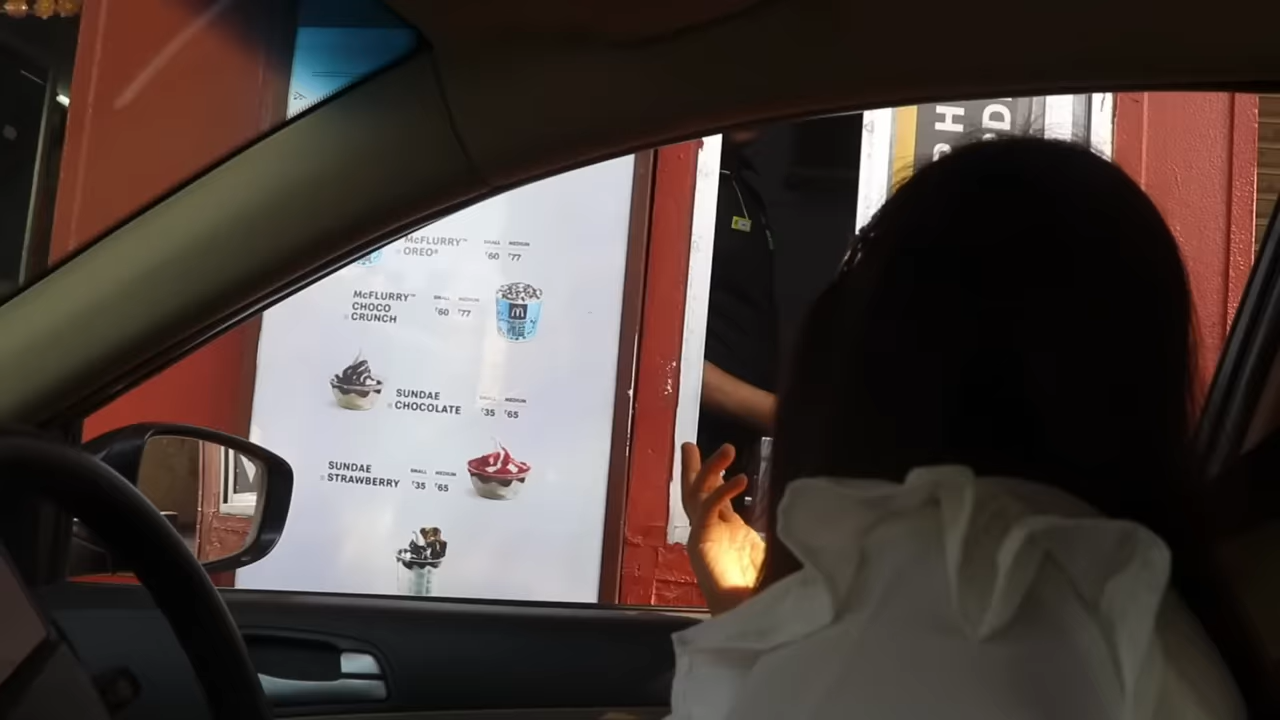 McFLURRY™
OREO®
SMALL MEDIUM
₹60 ₹77
McFLURRY™
CHOCO
CRUNCH
SMALL MEDIUM
₹60 ₹77
SUNDAE
CHOCOLATE
SMALL MEDIUM
₹35 ₹65
SUNDAE
STRAWBERRY
SMALL MEDIUM
₹35 ₹65